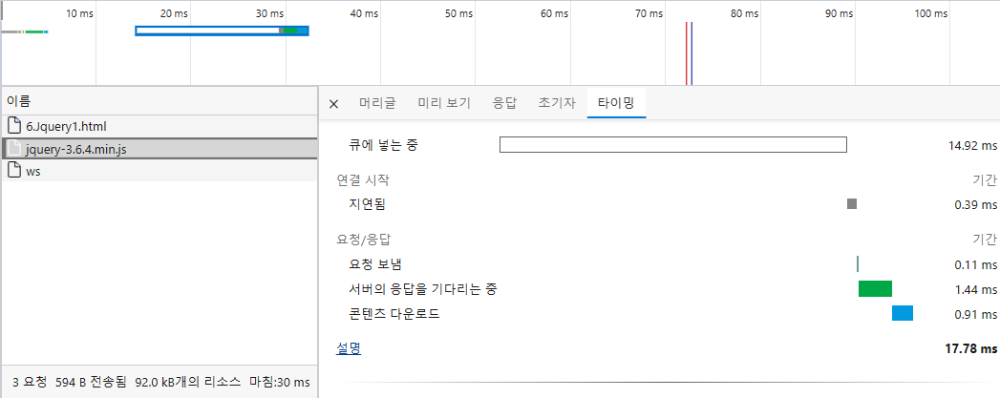 10 ms 20 ms 30 ms 40 ms 50 ms 60 ms 70 ms 80 ms 90 ms 100 ms
이름
6.Jquery1.html
jquery-3.6.4.min.js
ws
3 요청 594 B 전송됨 92.0 kB개의 리소스 마침:30 ms
× 머리글 미리 보기 응답 초기자 타이밍
큐에 넣는 중 14.92 ms
연결 시작 기간
지연됨 0.39 ms
요청/응답 기간
요청 보냄 0.11 ms
서버의 응답을 기다리는 중 1.44 ms
콘텐츠 다운로드 0.91 ms
설명 17.78 ms